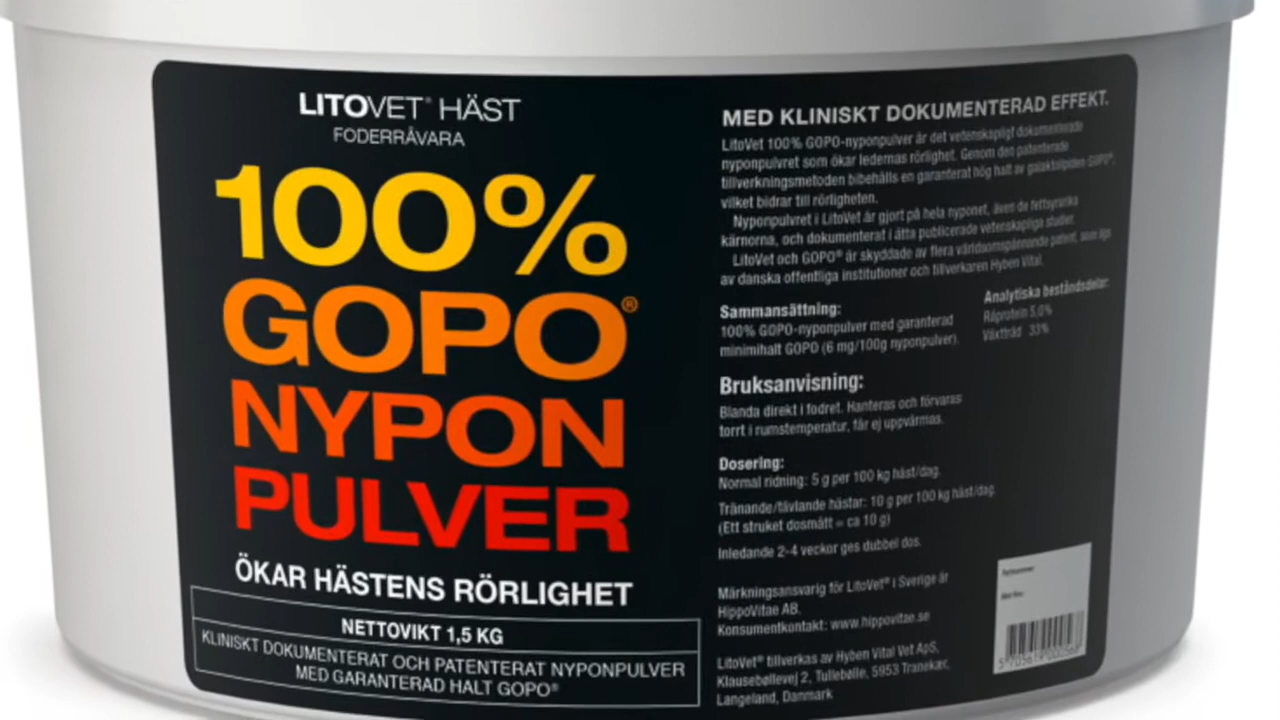 LITOVET® HÄST
FODERRÅVARA
100%
GOPO®
NYPON
PULVER
ÖKAR HÄSTENS RÖRLIGHET
NETTOVIKT 1,5 KG
KLINISKT DOKUMENTERAT OCH PATENTERAT NYPONPULVER
MED GARANTERAD HALT GOPO®
MED KLINISKT DOKUMENTERAD EFFEKT.
LitoVet 100% GOPO-nyponpulver är det vetenskapligt dokumenterade
nyponpulvret som ökar ledernas rörlighet. Genom den patenterade
tillverkningsmetoden bibehålls en garanterat hög halt av galaktolipiden GOPO®,
vilket bidrar till rörligheten.
Nyponpulvret i LitoVet är gjort på hela nyponet, även de fettsyrarika
kärnorna, och dokumenterat i åtta publicerade vetenskapliga studier.
LitoVet och GOPO® är skyddade av flera världsomspännande patent, som ägs
av danska offentliga institutioner och tillverkaren Hyben Vital.
Sammansättning:
100% GOPO-nyponpulver med garanterad
minimihalt GOPO (6 mg/100g nyponpulver).
Analytiska beståndsdelar:
Råprotein 5,0%
Växttråd 33%
Bruksanvisning:
Blanda direkt i fodret. Hanteras och förvaras
torrt i rumstemperatur, får ej uppvärmas.
Dosering:
Normal ridning: 5 g per 100 kg häst/dag.
Tränande/tävlande hästar: 10 g per 100 kg häst/dag
(Ett struket dosmått = ca 10 g)
Inledande 2-4 veckor ges dubbel dos.
Märkningsansvarig för LitoVet® i Sverige är
HippoVitae AB.
Konsumentkontakt: www.hippovitae.se
LitoVet® tillverkas av Hyben Vital Vet ApS,
Klausebøllevej 2, Tullebølle, 5953 Tranekær,
Langeland, Danmark